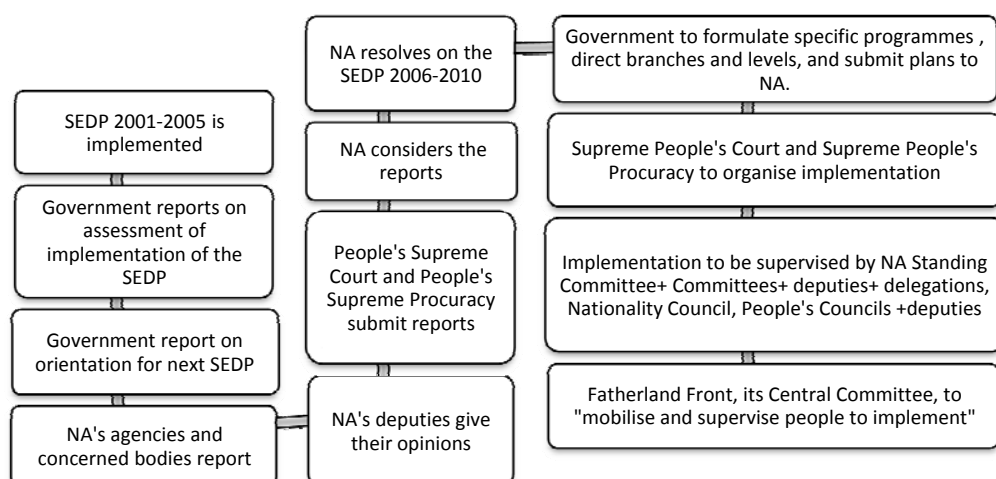 SEDP 2001-2005 is
implemented
Government reports on
assessment of
implementation of the
SEDP
Government report on
orientation for next SEDP
NA's agencies and
concerned bodies report
NA's deputies give
their opinions
People's Supreme
Court and People's
Supreme Procuracy
submit reports
NA considers the
reports
NA resolves on the
SEDP 2006-2010
Government to formulate specific programmes ,
direct branches and levels, and submit plans to
NA.
Supreme People's Court and Supreme People's
Procuracy to organise implementation
Implementation to be supervised by NA Standing
Committee+ Committees+ deputies+ delegations,
Nationality Council, People's Councils +deputies
Fatherland Front, its Central Committee, to
"mobilise and supervise people to implement"